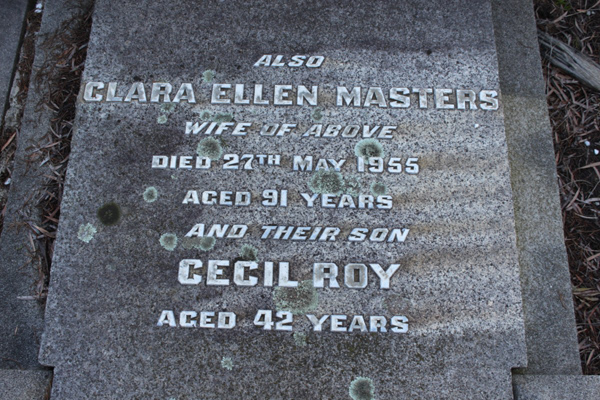 ALSO
CLARA ELLEN MASTERS
WIFE OF ABOVE
DIED 27TH MAY 1955
AGED 91 YEARS
AND THEIR SON
CECIL ROY
AGED 42 YEARS